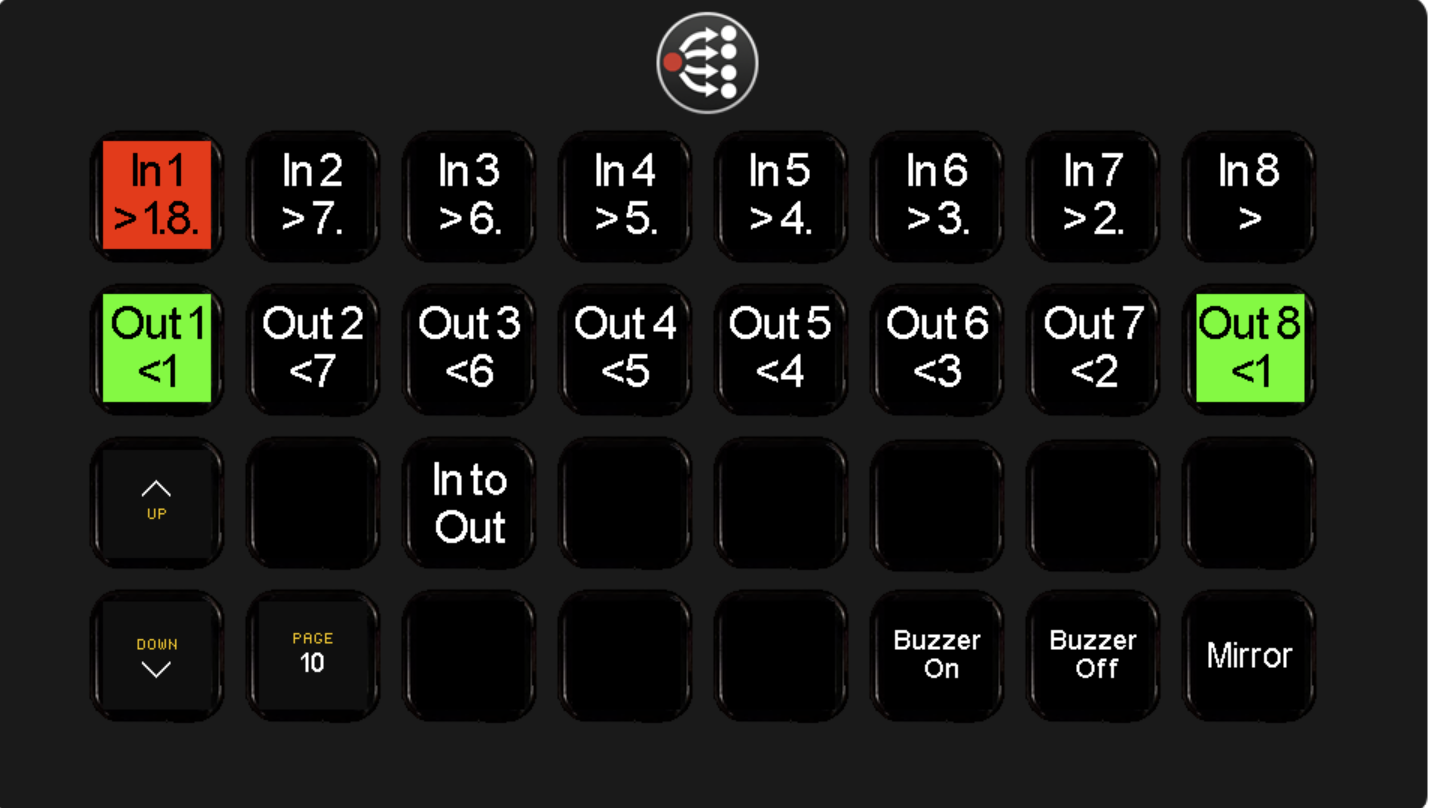 In 1
>1.8.
In 2
>7.
In 3
>6.
In 4
>5.
In 5
>4.
In 6
>3.
In 7
>2.
In 8
>
Out 1
<1
Out 2
<7
Out 3
<6
Out 4
<5
Out 5
<4
Out 6
<3
Out 7
<2
Out 8
<1
UP
In to
Out
DOWN
PAGE
10
Buzzer
On
Buzzer
Off
Mirror